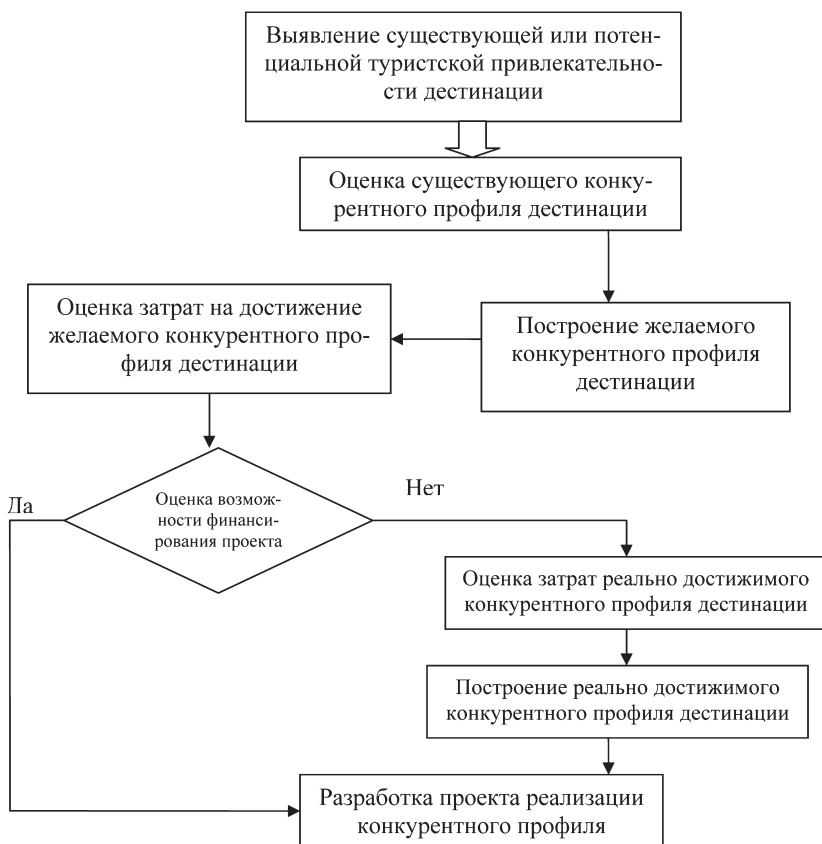 Выявление существующей или потен-
циальной туристской привлекательно-
сти дестинации
Оценка существующего конку-
рентного профиля дестинации
Оценка затрат на достижение
желаемого конкурентного про-
филя дестинации
Построение желаемого
конкурентного профиля
дестинации
Да
Оценка возмож-
ности финанси-
рования проекта
Нет
Оценка затрат реально достижимого
конкурентного профиля дестинации
Построение реально достижимого
конкурентного профиля дестинации
Разработка проекта реализации
конкурентного профиля